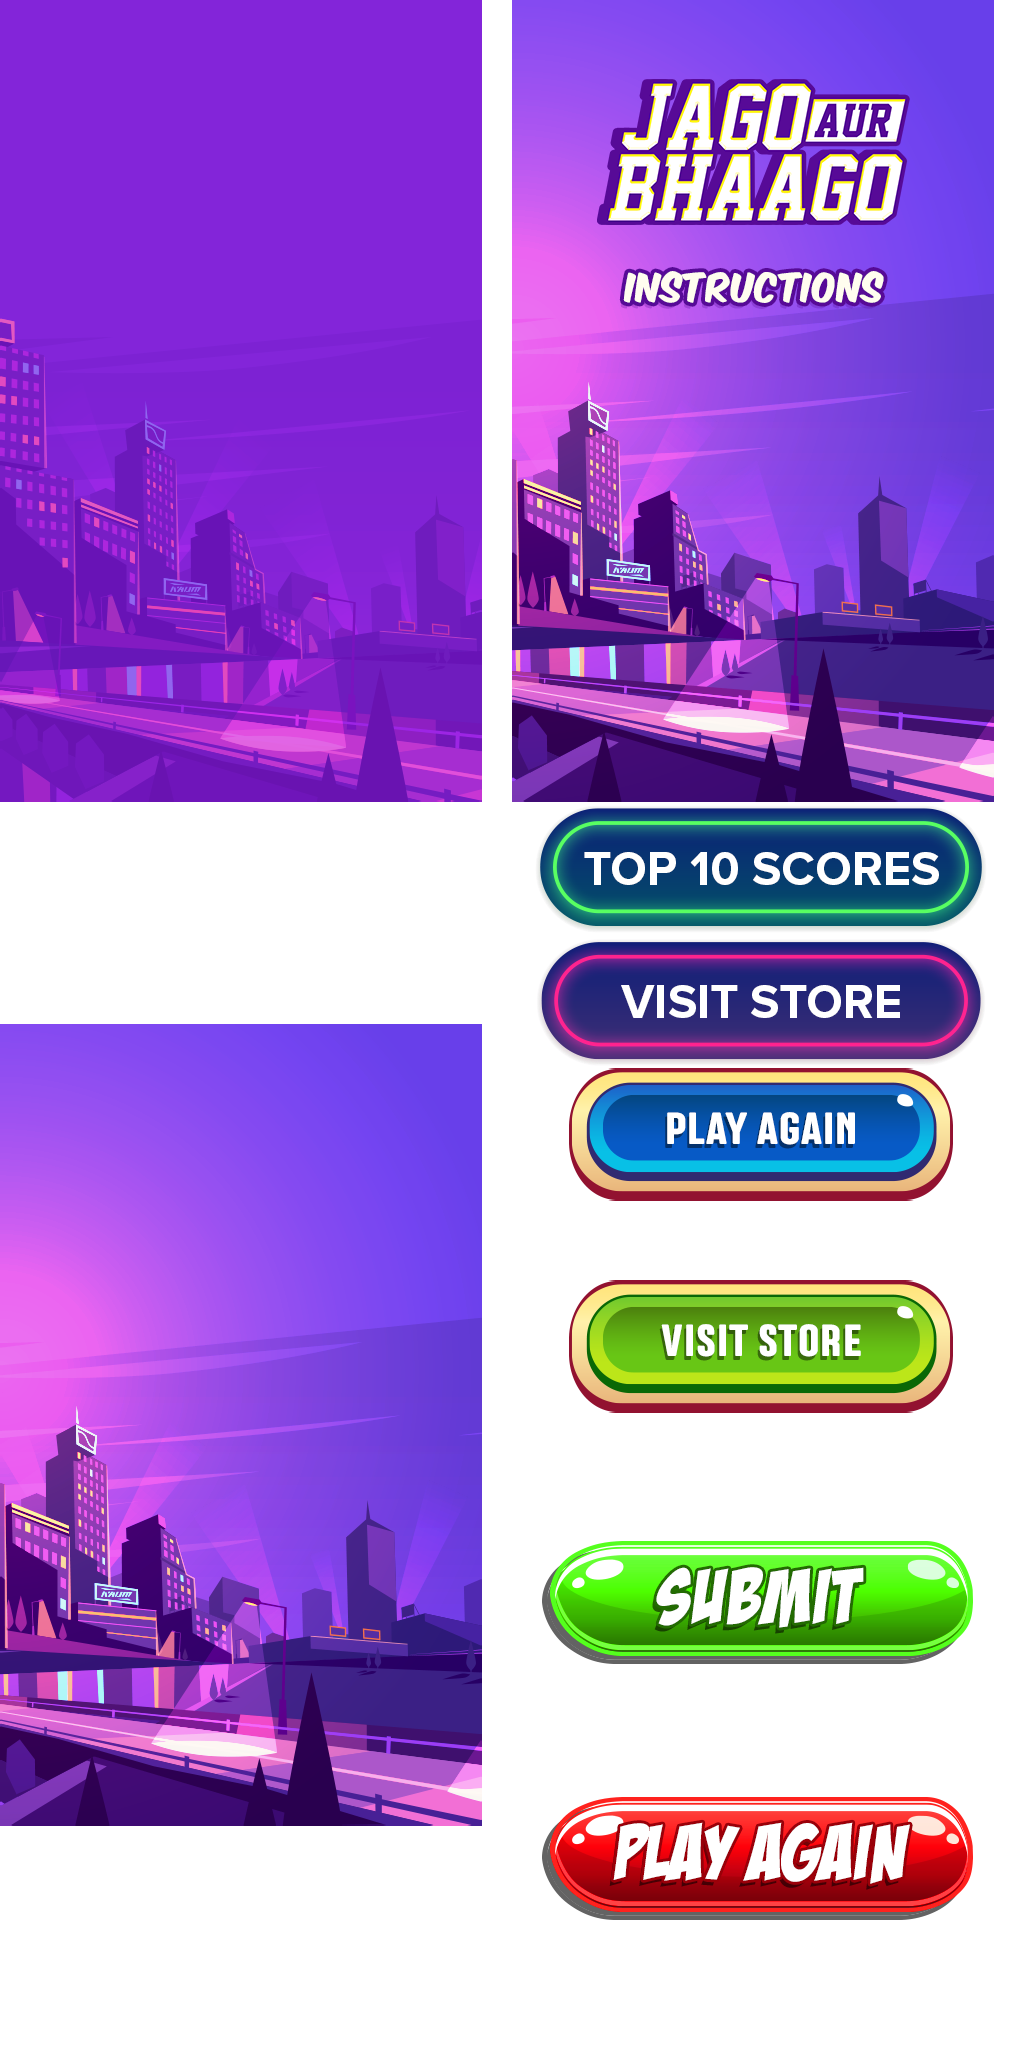 JAGO AUR
BHAAGO
INSTRUCTIONS
TOP 10 SCORES
VISIT STORE
PLAY AGAIN
VISIT STORE
SUBMIT
PLAY AGAIN